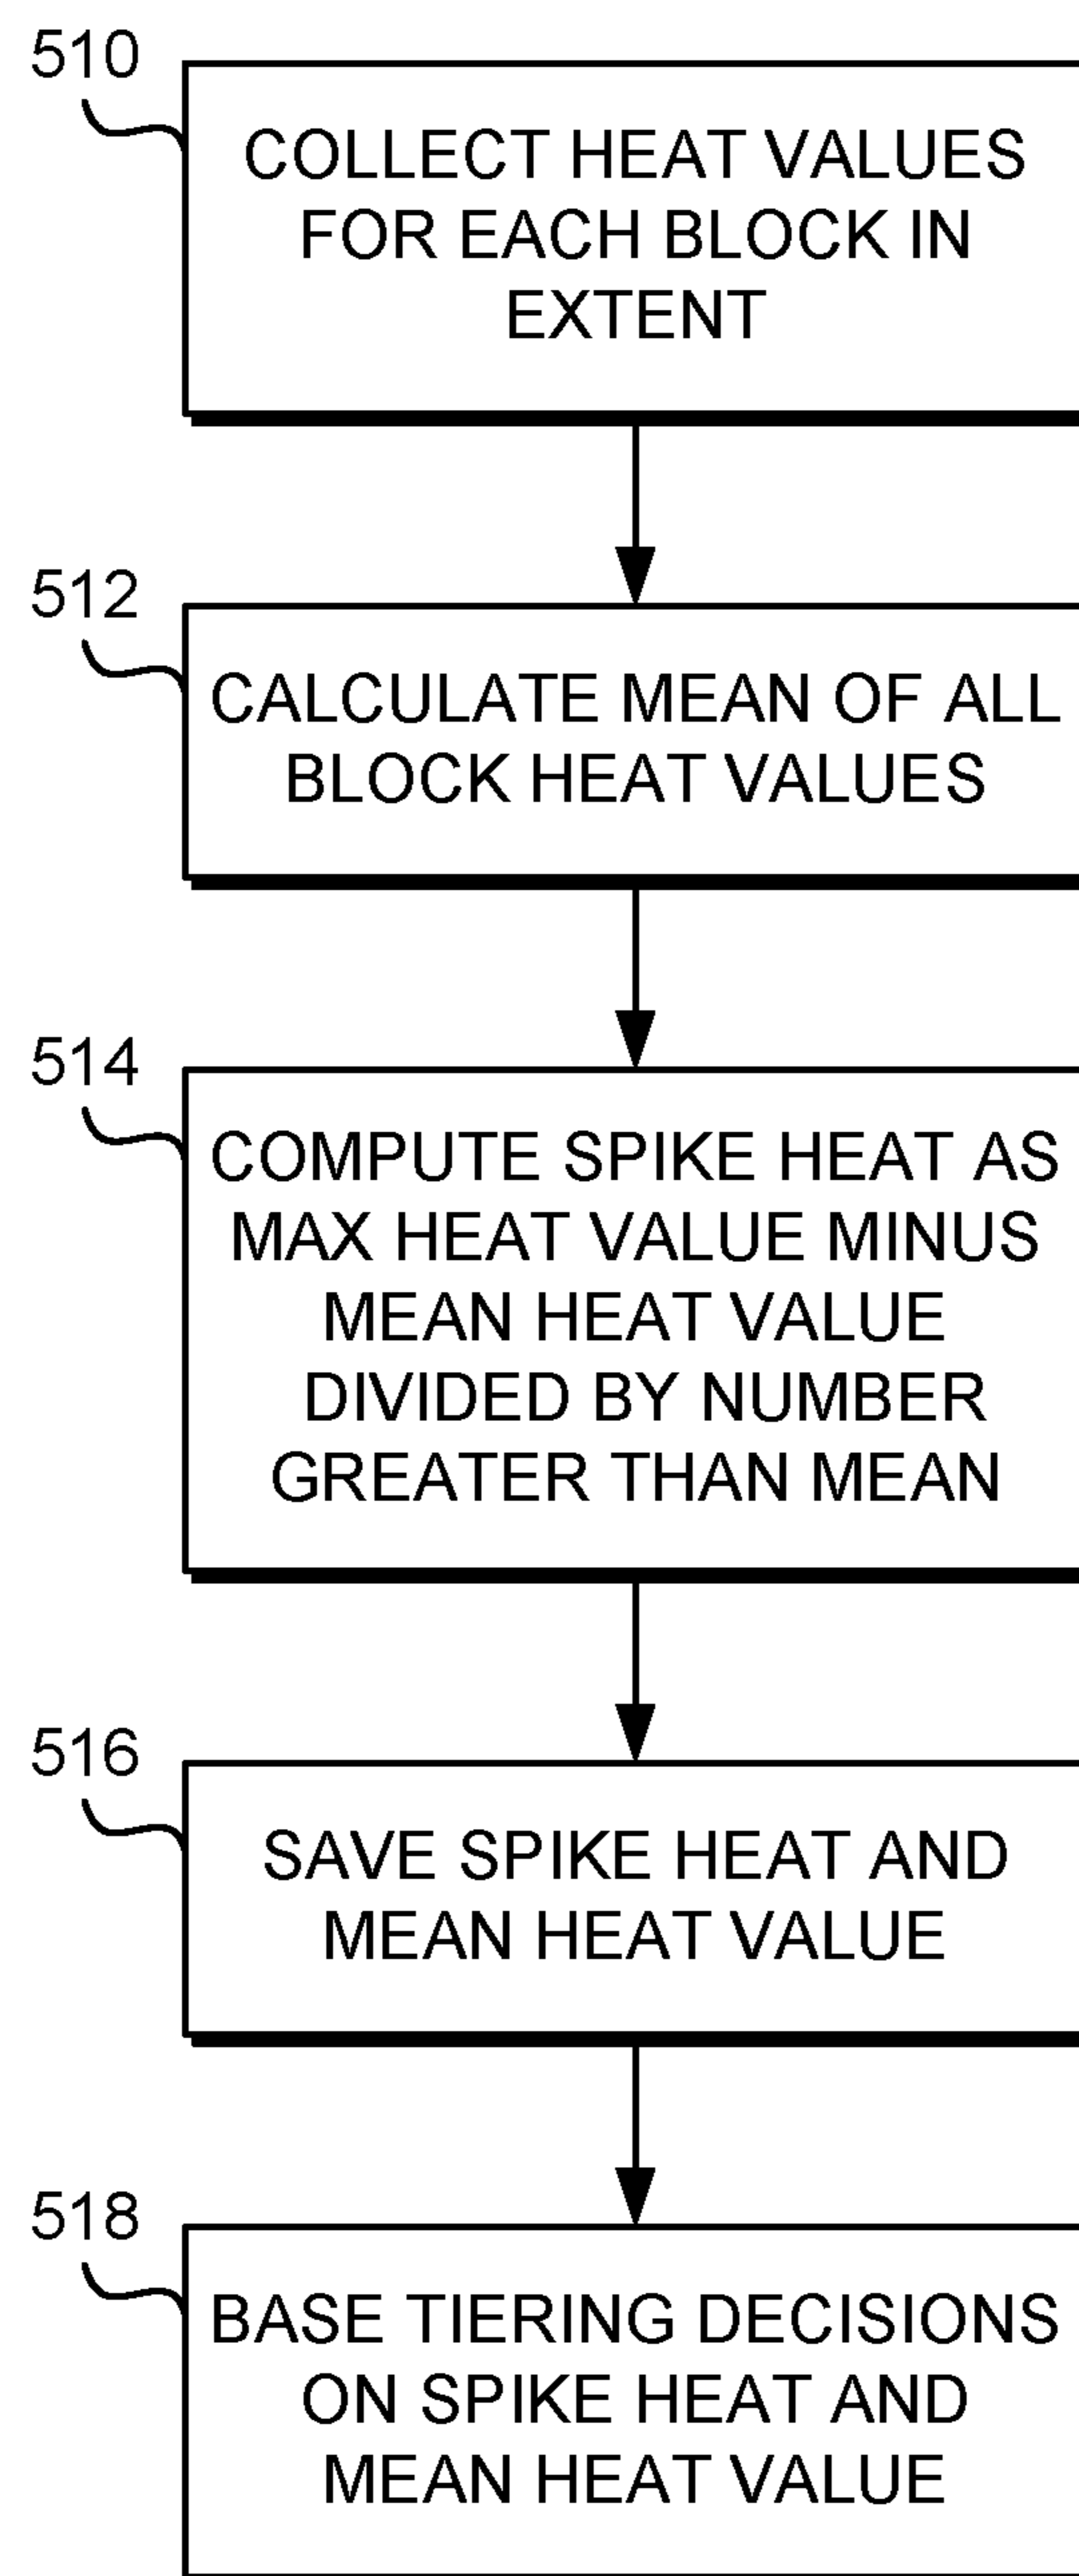 510
COLLECT HEAT VALUES
FOR EACH BLOCK IN
EXTENT
512
CALCULATE MEAN OF ALL
BLOCK HEAT VALUES
514
COMPUTE SPIKE HEAT AS
MAX HEAT VALUE MINUS
MEAN HEAT VALUE
DIVIDED BY NUMBER
GREATER THAN MEAN
516
SAVE SPIKE HEAT AND
MEAN HEAT VALUE
518
BASE TIERING DECISIONS
ON SPIKE HEAT AND
MEAN HEAT VALUE